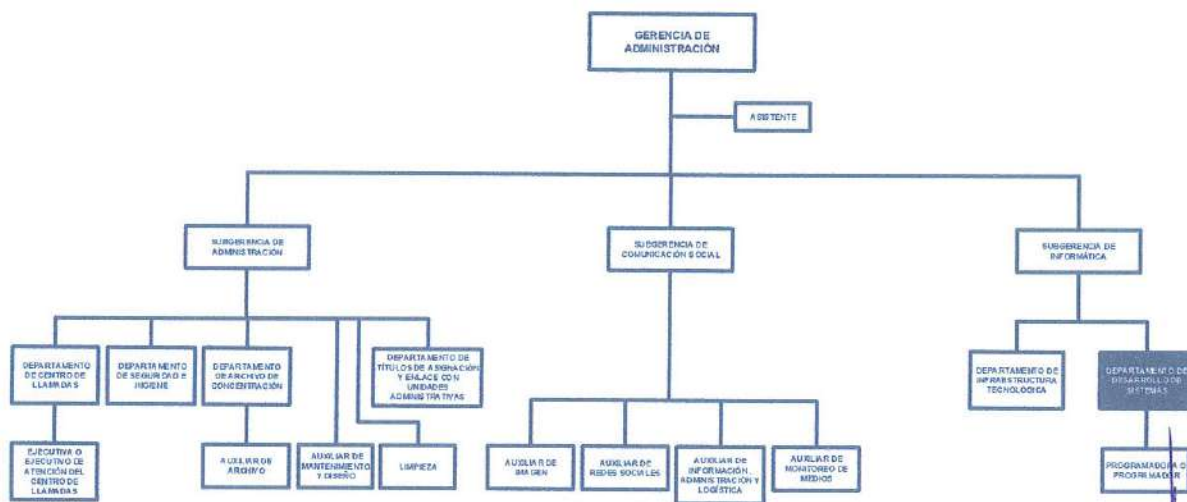 GERENCIA DE
ADMINISTRACIÓN
ASISTENTE
SUBGERENCIA DE
ADMINISTRACIÓN
SUBGERENCIA DE
COMUNICACIÓN SOCIAL
SUBGERENCIA DE
INFORMÁTICA
DEPARTAMENTO
DE CENTRO DE
LLAMADAS
DEPARTAMENTO
DE SEGURIDAD E
HIGIENE
DEPARTAMENTO
DE ARCHIVO DE
CONCENTRACIÓN
DEPARTAMENTO DE
TÍTULOS DE ASIGNACIÓN
Y ENLACE CON
UNIDADES
ADMINISTRATIVAS
DEPARTAMENTO DE
INFRAESTRUCTURA
TECNOLÓGICA
DEPARTAMENTO DE
DESARROLLO DE
SISTEMAS
EJECUTIVA O
EJECUTIVO DE
ATENCIÓN DEL
CENTRO DE
LLAMADAS
AUXILIAR DE
ARCHIVO
AUXILIAR DE
MANTENIMIENTO
Y DISEÑO
LIMPIEZA
AUXILIAR DE
IMAGEN
AUXILIAR DE
REDES SOCIALES
AUXILIAR DE
INFORMACIÓN,
ADMINISTRACIÓN Y
LOGÍSTICA
AUXILIAR DE
MONITOREO DE
MEDIOS
PROGRAMADORA O
PROGRAMADOR